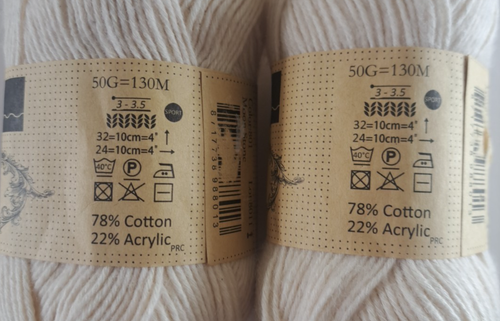 50G=130M
3 - 3.5
SPORT
32=10cm=4"
24=10cm=4"
40°C
P
78% Cotton
22% Acrylic
PRC
50G=130M
3 - 3.5
SPORT
32=10cm=4"
24=10cm=4"
40°C
P
78% Cotton
22% Acrylic
PRC